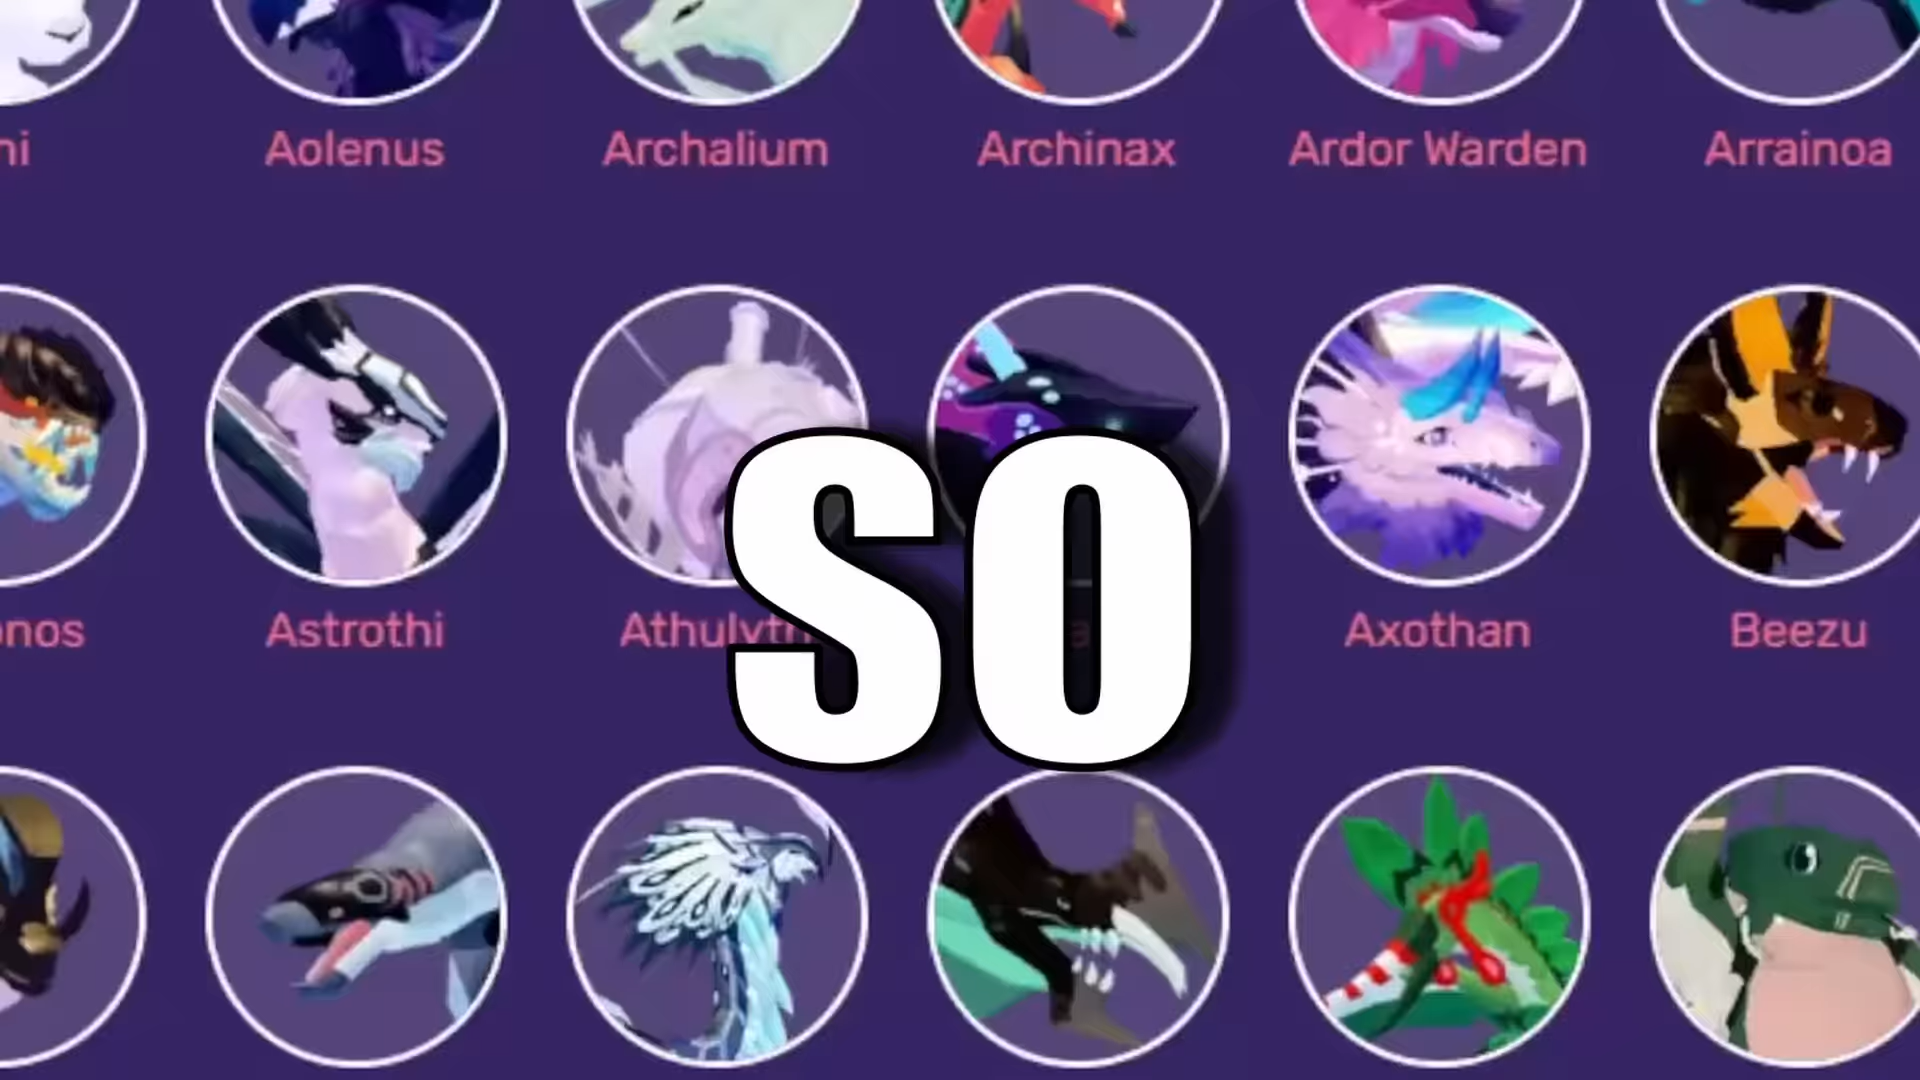 Aolenus Archalium Archinax Ardor Warden Arrainoa
Astrothi Axothan Beezu
SO